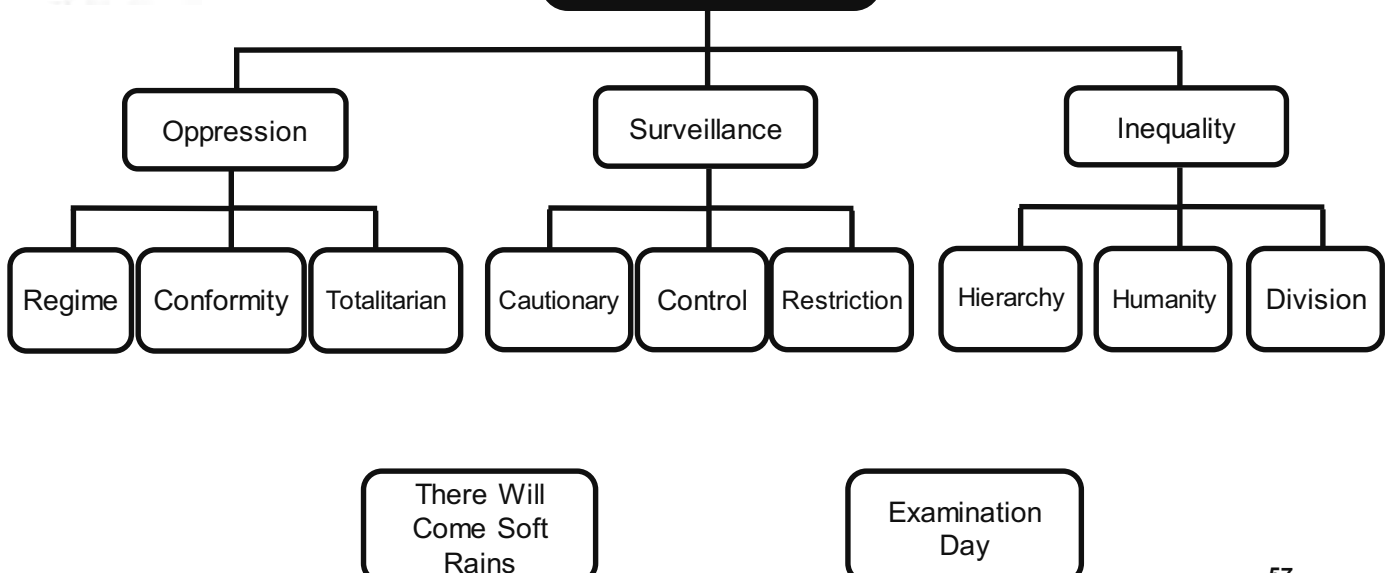 Oppression
Surveillance
Inequality
Regime
Conformity
Totalitarian
Cautionary
Control
Restriction
Hierarchy
Humanity
Division
There Will
Come Soft
Rains
Examination
Day